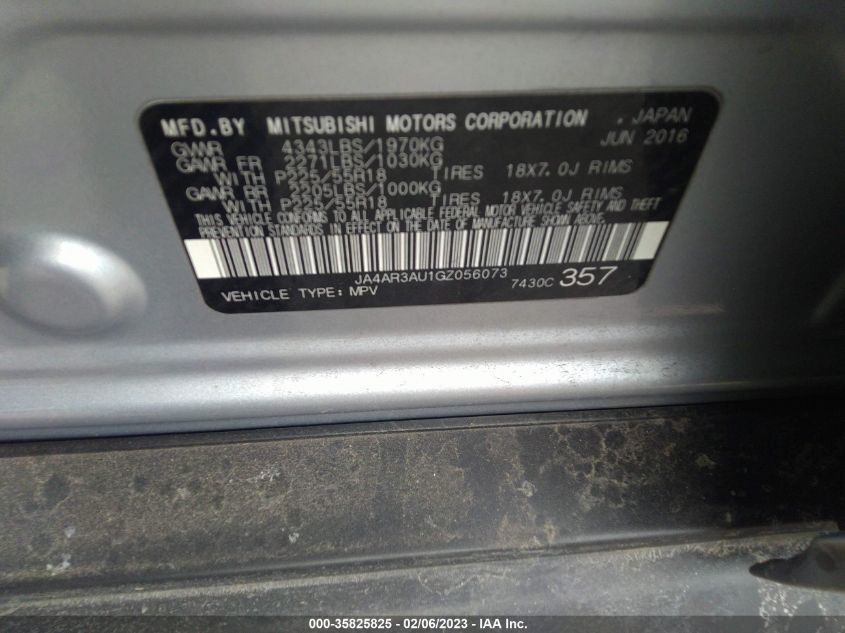 MFD.BY MITSUBISHI MOTORS CORPORATION , JAPAN
GVWR 4343LBS/1970KG JUN 2016
GAWR FR 2271LBS/1030KG
WITH P225/55R18 TIRES 18X7.0J RIMS
GAWR RR 2205LBS/1000KG
WITH P225/55R18 TIRES 18X7.0J RIMS
THIS VEHICLE CONFORMS TO ALL APPLICABLE FEDERAL MOTOR VEHICLE SAFETY AND THEFT
PREVENTION STANDARDS IN EFFECT ON THE DATE OF MANUFACTURE SHOWN ABOVE.
JA4AR3AU1GZ056073
VEHICLE TYPE: MPV 7430C 357
000-35825825 - 02/06/2023 - © IAA Inc.